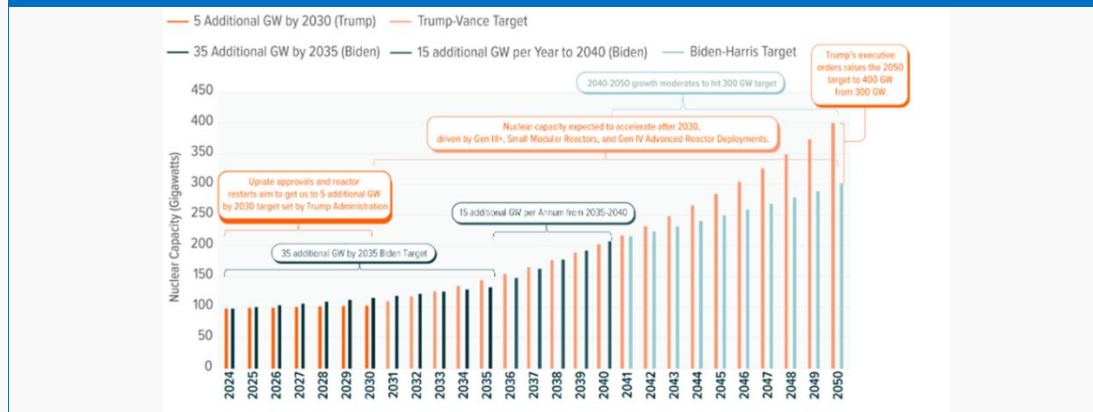 5 Additional GW by 2030 (Trump)
Trump-Vance Target
35 Additional GW by 2035 (Biden)
15 additional GW per Year to 2040 (Biden)
Biden-Harris Target
Trump's executive
orders raises the 2050
target to 400 GW
from 300 GW.
2040-2050 growth moderates to hit 300 GW target
Nuclear capacity expected to accelerate after 2030,
driven by Gen III+, Small Modular Reactors, and Gen IV Advanced Reactor Deployments.
Uprate approvals and reactor
restarts aim to get us to 5 additional GW
by 2030 target set by Trump Administration
15 additional GW per Annum from 2035-2040
35 additional GW by 2035 Biden Target
Nuclear Capacity (Gigawatts)
450
400
350
300
250
200
150
100
50
0
2024
2025
2026
2027
2028
2029
2030
2031
2032
2033
2034
2035
2036
2037
2038
2039
2040
2041
2042
2043
2044
2045
2046
2047
2048
2049
2050